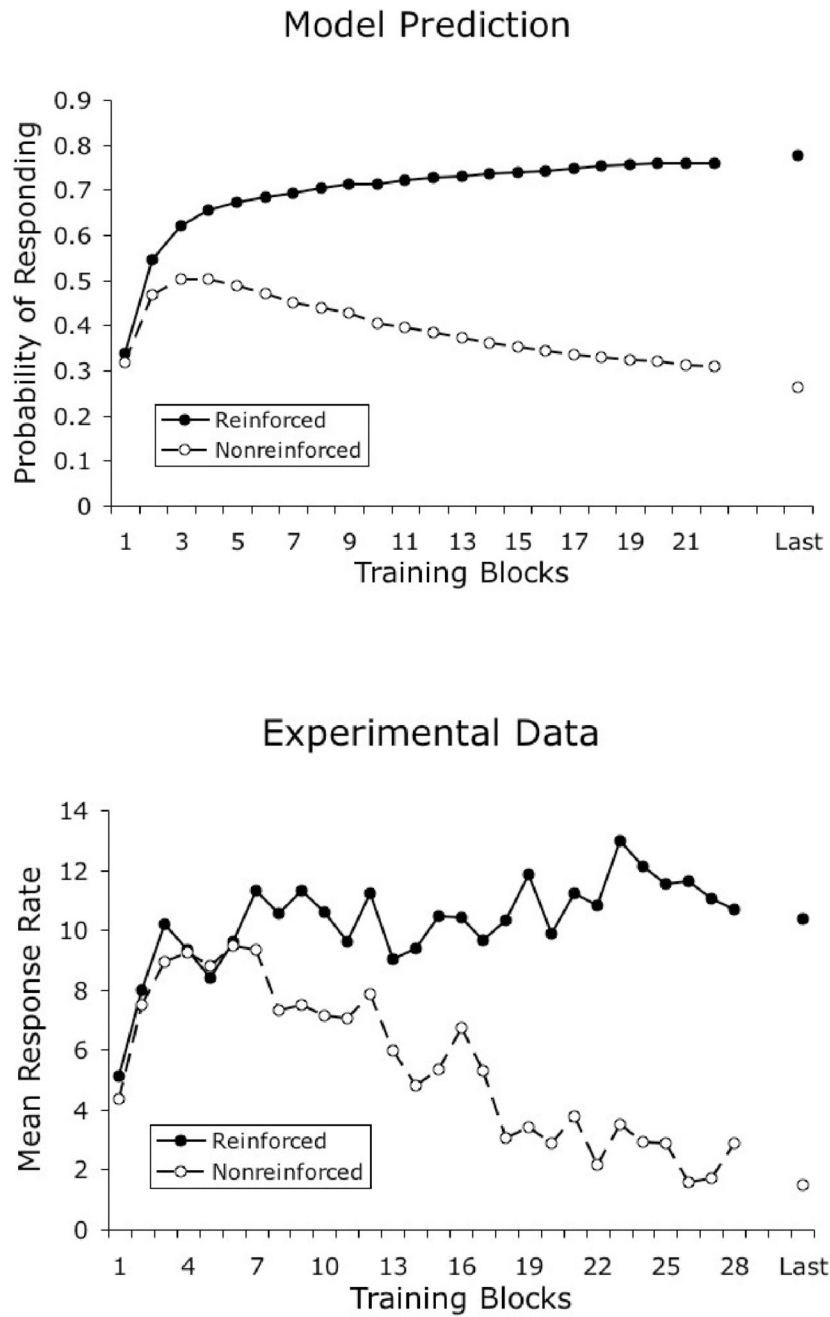 Model Prediction
Probability of Responding
0.9
0.8
0.7
0.6
0.5
0.4
0.3
0.2
0.1
0
Reinforced
Nonreinforced
1 3 5 7 9 11 13 15 17 19 21 Last
Training Blocks
Experimental Data
Mean Response Rate
14
12
10
8
6
4
2
0
Reinforced
Nonreinforced
1 4 7 10 13 16 19 22 25 28 Last
Training Blocks